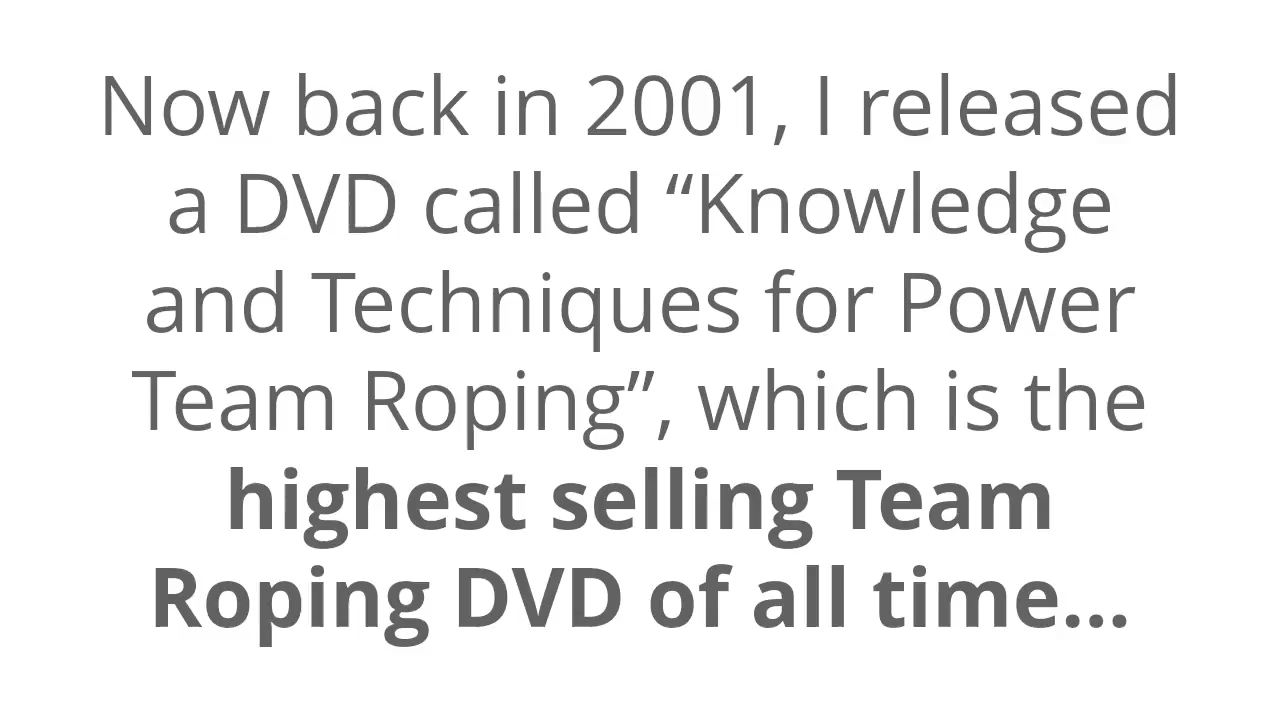 Now back in 2001, I released
a DVD called “Knowledge
and Techniques for Power
Team Roping”, which is the
highest selling Team
Roping DVD of all time...